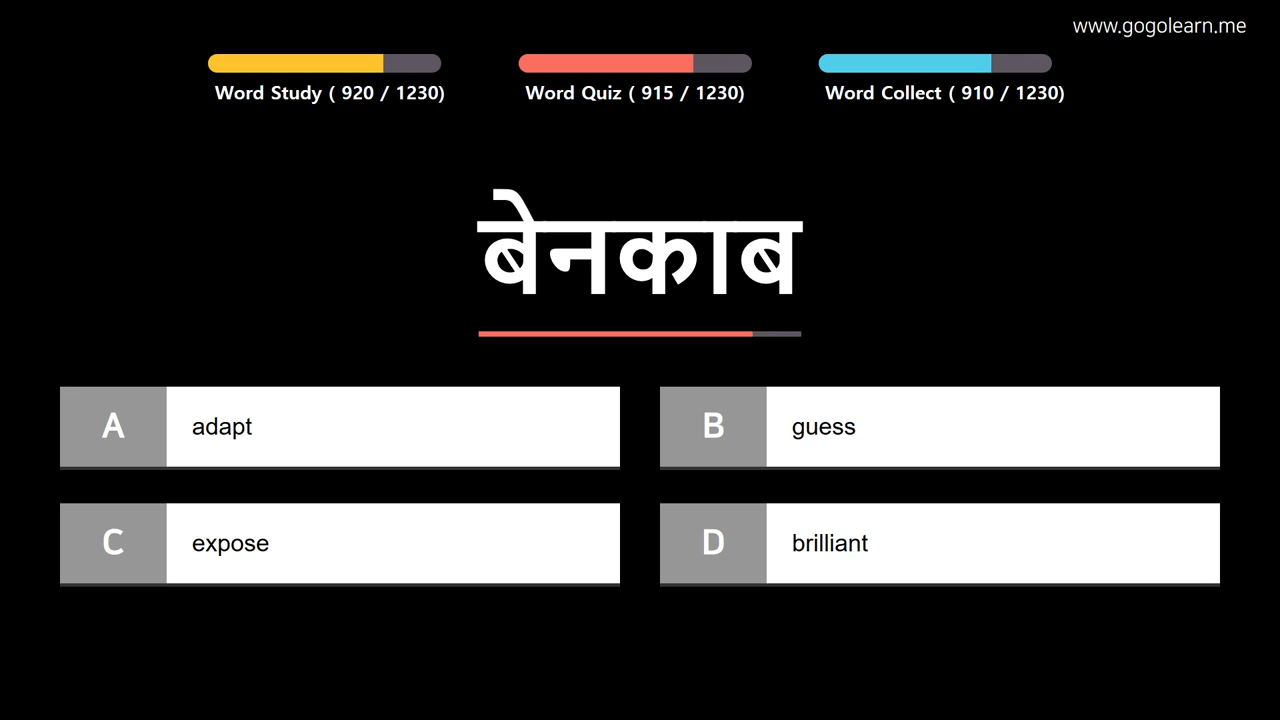 www.gogolearn.me
Word Study ( 920 / 1230)
Word Quiz ( 915 / 1230)
Word Collect ( 910 / 1230)
बेनकाब
A adapt
B guess
C expose
D brilliant